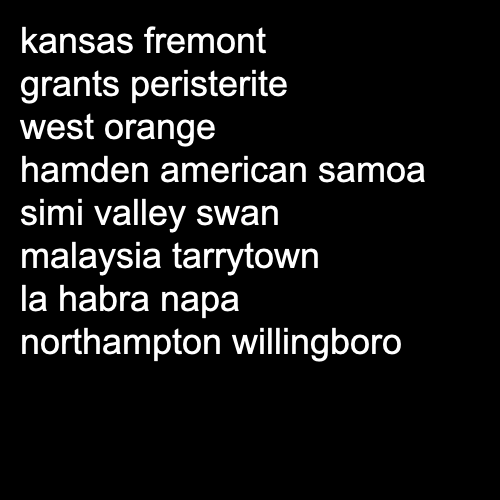 kansas fremont
grants peristerite
west orange
hamden american samoa
simi valley swan
malaysia tarrytown
la habra napa
northampton willingboro